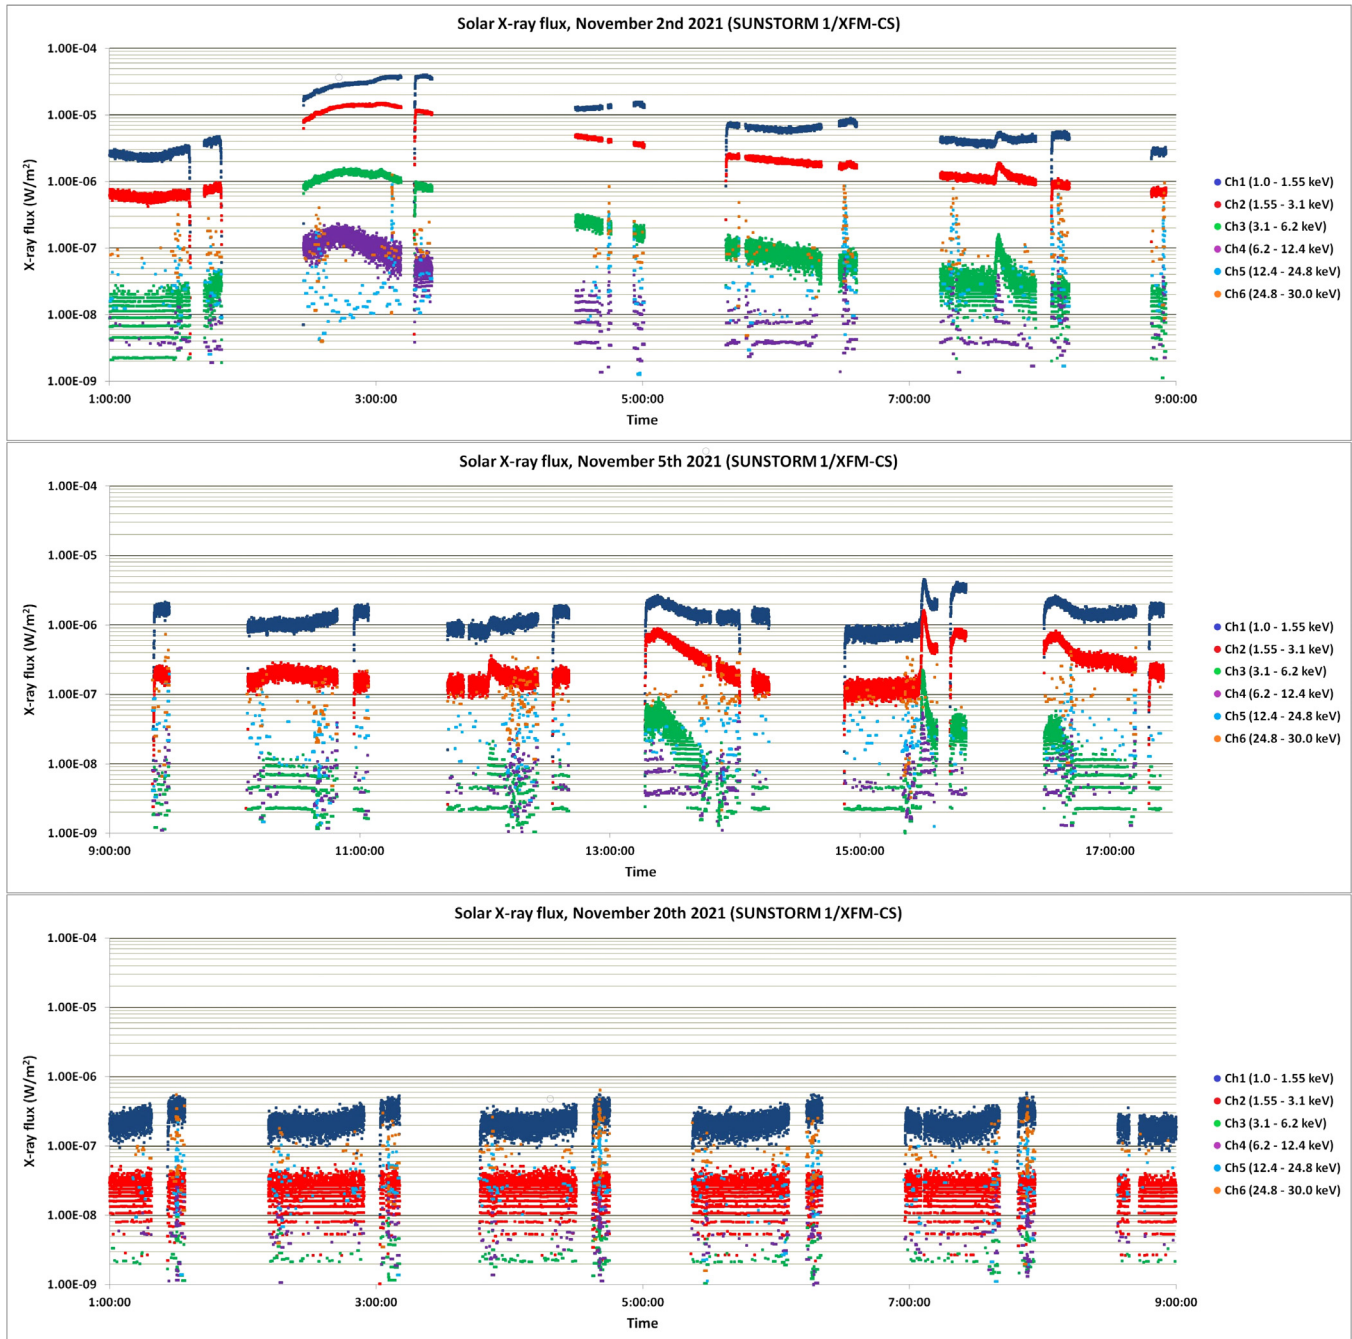 Solar X-ray flux, November 2nd 2021 (SUNSTORM 1/XFM-CS)
1.00E-04
1.00E-05
1.00E-06
1.00E-07
1.00E-08
1.00E-09
X-ray flux (W/m²)
1:00:00 3:00:00 5:00:00 7:00:00 9:00:00
Time
Ch1 (1.0 - 1.55 keV)
Ch2 (1.55 - 3.1 keV)
Ch3 (3.1 - 6.2 keV)
Ch4 (6.2 - 12.4 keV)
Ch5 (12.4 - 24.8 keV)
Ch6 (24.8 - 30.0 keV)
Solar X-ray flux, November 5th 2021 (SUNSTORM 1/XFM-CS)
1.00E-04
1.00E-05
1.00E-06
1.00E-07
1.00E-08
1.00E-09
X-ray flux (W/m²)
9:00:00 11:00:00 13:00:00 15:00:00 17:00:00
Time
Ch1 (1.0 - 1.55 keV)
Ch2 (1.55 - 3.1 keV)
Ch3 (3.1 - 6.2 keV)
Ch4 (6.2 - 12.4 keV)
Ch5 (12.4 - 24.8 keV)
Ch6 (24.8 - 30.0 keV)
Solar X-ray flux, November 20th 2021 (SUNSTORM 1/XFM-CS)
1.00E-04
1.00E-05
1.00E-06
1.00E-07
1.00E-08
1.00E-09
X-ray flux (W/m²)
1:00:00 3:00:00 5:00:00 7:00:00 9:00:00
Time
Ch1 (1.0 - 1.55 keV)
Ch2 (1.55 - 3.1 keV)
Ch3 (3.1 - 6.2 keV)
Ch4 (6.2 - 12.4 keV)
Ch5 (12.4 - 24.8 keV)
Ch6 (24.8 - 30.0 keV)